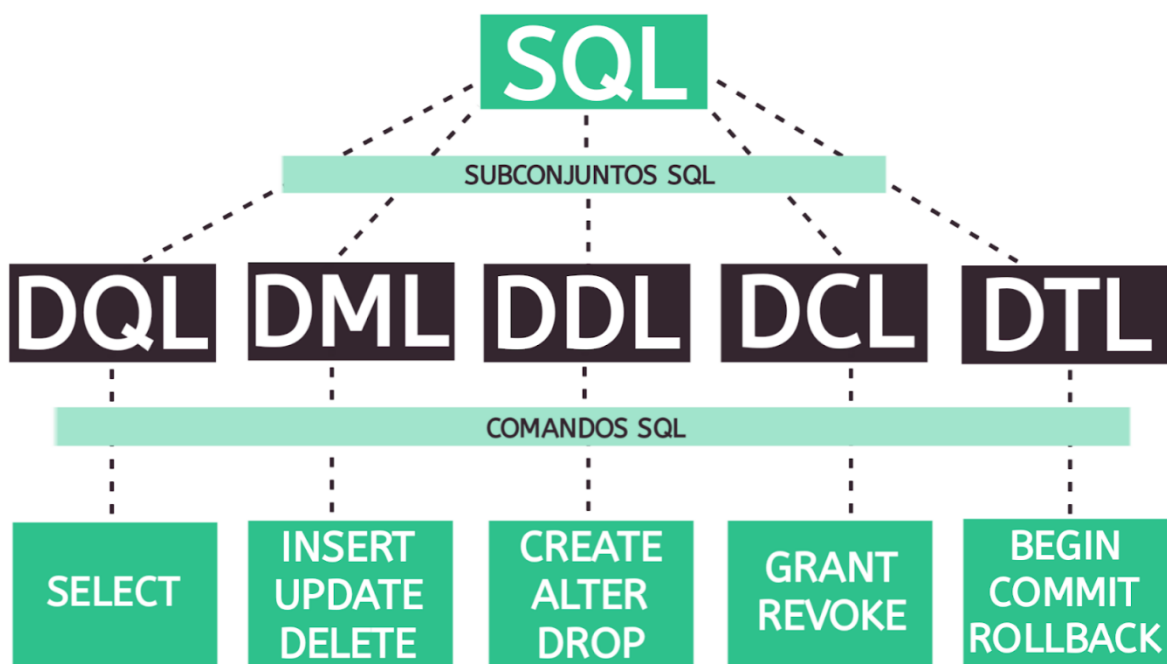 SQL
SUBCONJUNTOS SQL
DQL
DML
DDL
DCL
DTL
COMANDOS SQL
SELECT
INSERT
UPDATE
DELETE
CREATE
ALTER
DROP
GRANT
REVOKE
BEGIN
COMMIT
ROLLBACK